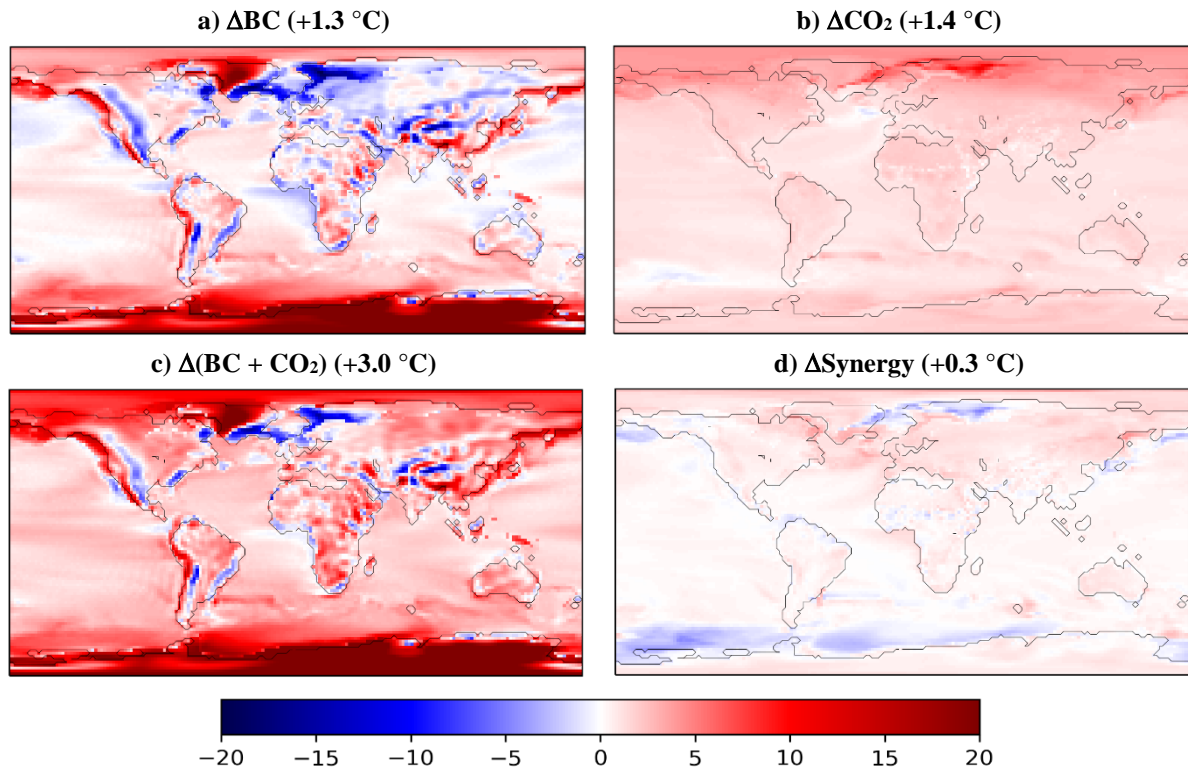 a) ΔBC (+1.3 °C)
b) ΔCO₂ (+1.4 °C)
c) Δ(BC + CO₂) (+3.0 °C)
d) ΔSynergy (+0.3 °C)
−20 −15 −10 −5 0 5 10 15 20